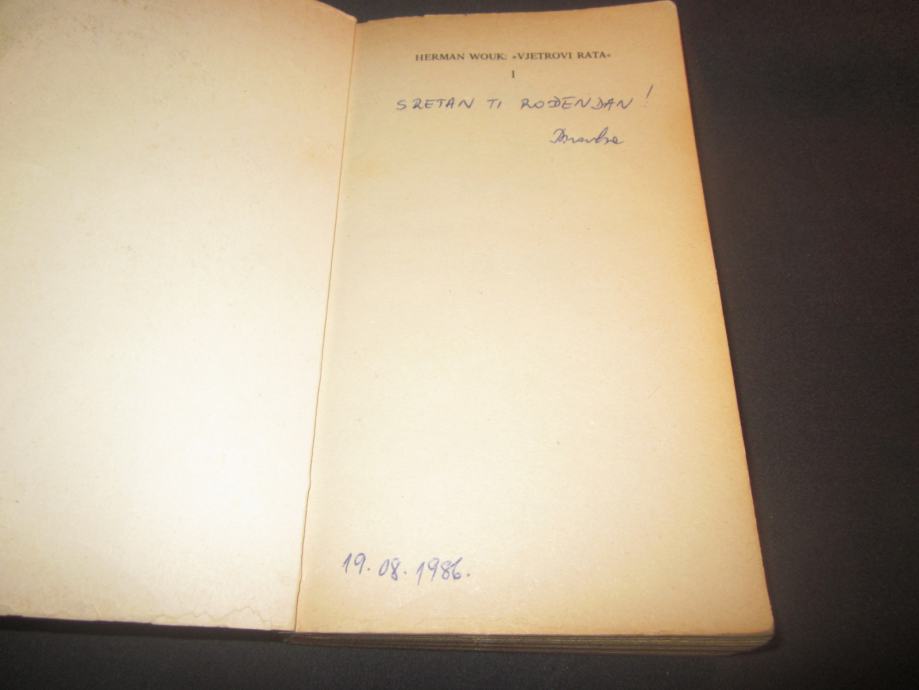 HERMAN WOUK: »VJETROVI RATA«
I
SRETAN TI ROĐENDAN!
19.08.1986.